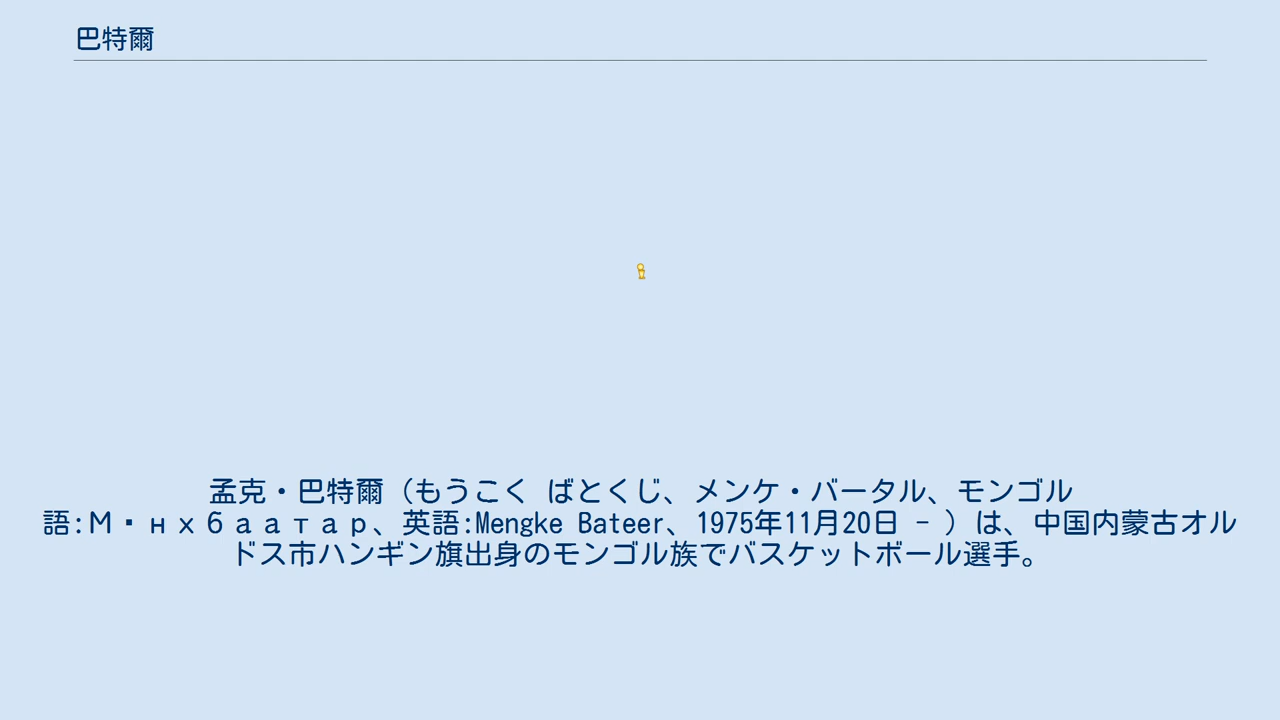 巴特爾
孟克・巴特爾（もうこく ばとくじ、メンケ・バータル、モンゴル
語:М▪нхбаатар、英語:Mengke Bateer、1975年11月20日 - ）は、中国内蒙古オル
ドス市ハンギン旗出身のモンゴル族でバスケットボール選手。